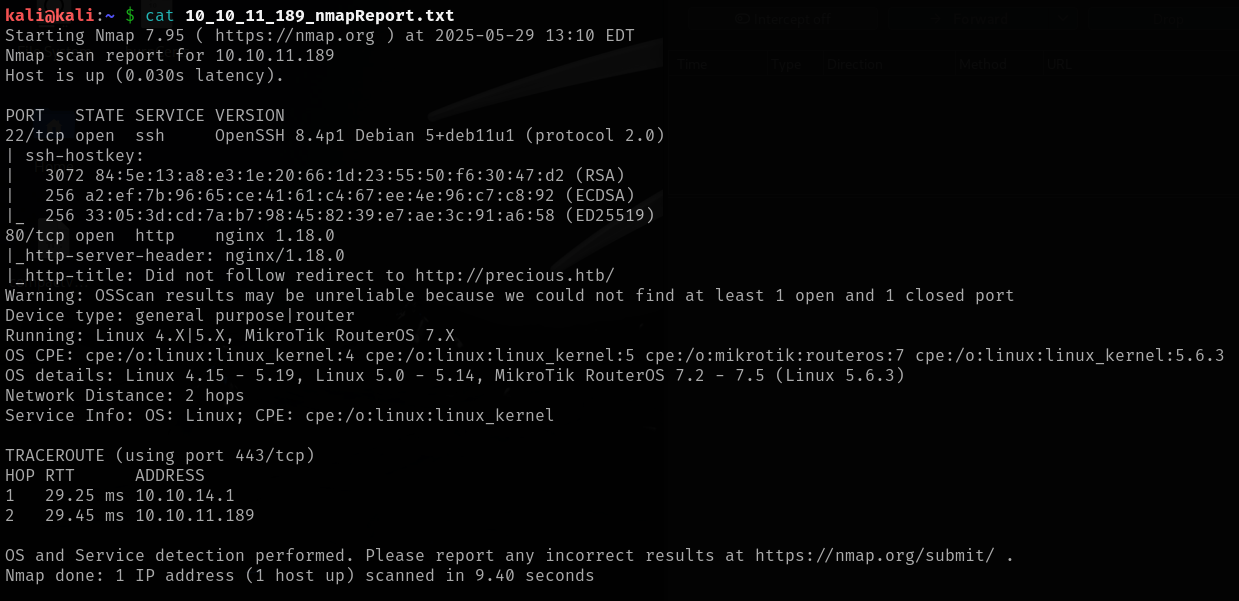 kali@kali:~ $ cat 10_10_11_189_nmapReport.txt
Starting Nmap 7.95 ( https://nmap.org ) at 2025-05-29 13:10 EDT
Nmap scan report for 10.10.11.189
Host is up (0.030s latency).

PORT   STATE SERVICE VERSION
22/tcp open  ssh     OpenSSH 8.4p1 Debian 5+deb11u1 (protocol 2.0)
| ssh-hostkey:
|   3072 84:5e:13:a8:e3:1e:20:66:1d:23:55:50:f6:30:47:d2 (RSA)
|   256 a2:ef:7b:96:65:ce:41:61:c4:67:ee:4e:96:c7:c8:92 (ECDSA)
|_  256 33:05:3d:cd:7a:b7:98:45:82:39:e7:ae:3c:91:a6:58 (ED25519)
80/tcp open  http    nginx 1.18.0
|_http-server-header: nginx/1.18.0
|_http-title: Did not follow redirect to http://precious.htb/
Warning: OSScan results may be unreliable because we could not find at least 1 open and 1 closed port
Device type: general purpose|router
Running: Linux 4.X|5.X, MikroTik RouterOS 7.X
OS CPE: cpe:/o:linux:linux_kernel:4 cpe:/o:linux:linux_kernel:5 cpe:/o:mikrotik:routeros:7 cpe:/o:linux:linux_kernel:5.6.3
OS details: Linux 4.15 - 5.19, Linux 5.0 - 5.14, MikroTik RouterOS 7.2 - 7.5 (Linux 5.6.3)
Network Distance: 2 hops
Service Info: OS: Linux; CPE: cpe:/o:linux:linux_kernel

TRACEROUTE (using port 443/tcp)
HOP RTT      ADDRESS
1   29.25 ms 10.10.14.1
2   29.45 ms 10.10.11.189

OS and Service detection performed. Please report any incorrect results at https://nmap.org/submit/ .
Nmap done: 1 IP address (1 host up) scanned in 9.40 seconds
Intercept off
Time Type Direction Method URL